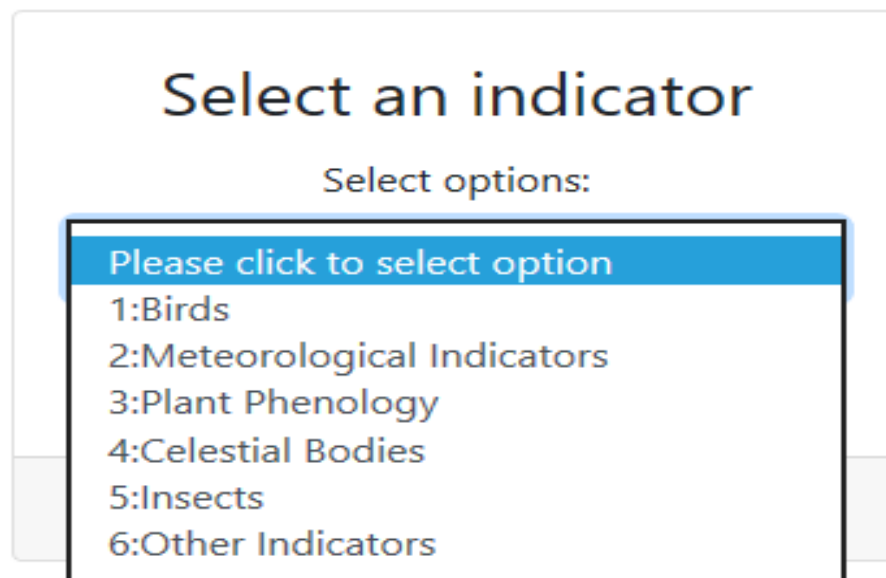 Select an indicator
Select options:
Please click to select option
1:Birds
2:Meteorological Indicators
3:Plant Phenology
4:Celestial Bodies
5:Insects
6:Other Indicators